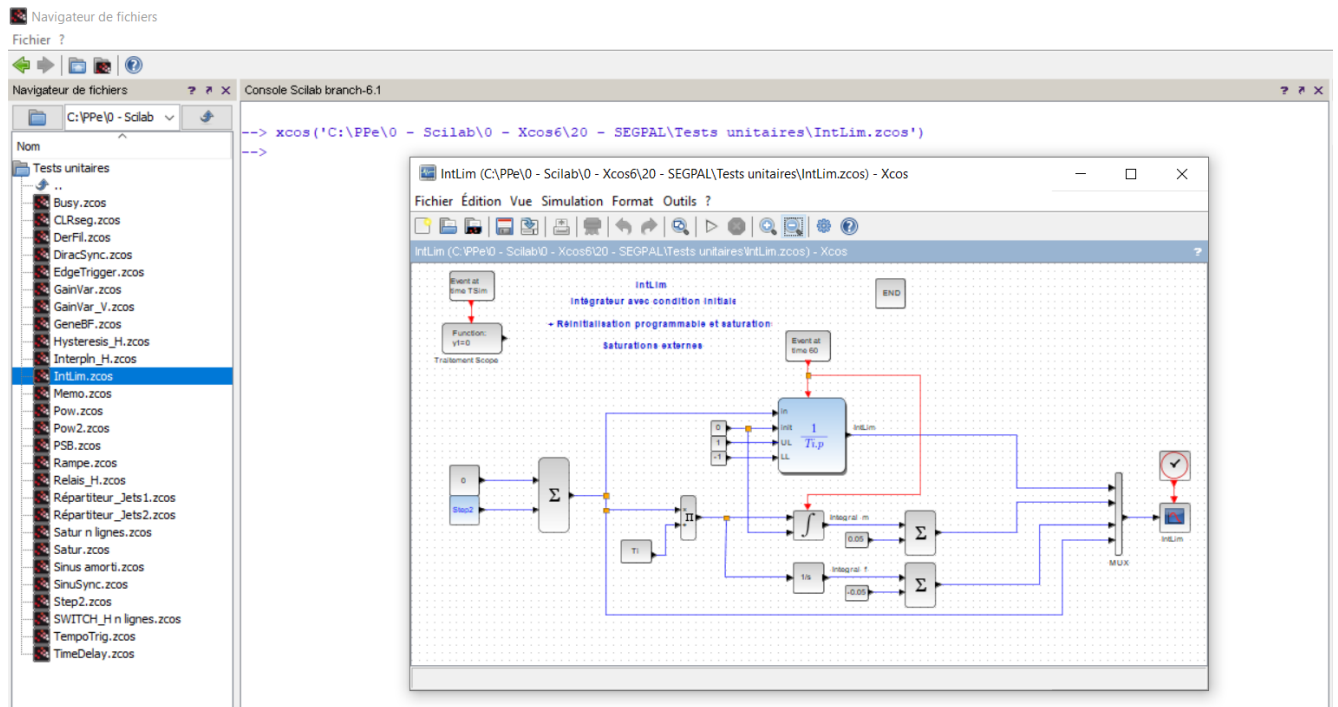 Navigateur de fichiers
Fichier ?
Navigateur de fichiers
Console Scilab branch-6.1
C:\PPe\0 - Scilab
Nom
Tests unitaires
..
Busy.zcos
CLRseg.zcos
DerFil.zcos
DiracSync.zcos
EdgeTrigger.zcos
GainVar.zcos
GainVar_V.zcos
GeneBF.zcos
Hysteresis_H.zcos
Interpln_H.zcos
IntLim.zcos
Memo.zcos
Pow.zcos
Pow2.zcos
PSB.zcos
Rampe.zcos
Relais_H.zcos
Répartiteur_Jets1.zcos
Répartiteur_Jets2.zcos
Satur n lignes.zcos
Satur.zcos
Sinus amorti.zcos
SinuSync.zcos
Step2.zcos
SWITCH_H n lignes.zcos
TempoTrig.zcos
TimeDelay.zcos
--> xcos('C:\PPe\0 - Scilab\0 - Xcos6\20 - SEGPAL\Tests unitaires\IntLim.zcos')
-->
IntLim (C:\PPe\0 - Scilab\0 - Xcos6\20 - SEGPAL\Tests unitaires\IntLim.zcos) - Xcos
Fichier Édition Vue Simulation Format Outils ?
IntLim (C:\PPe\0 - Scilab\0 - Xcos6\20 - SEGPAL\Tests unitaires\IntLim.zcos) - Xcos
Event at
time TSim
Function:
y1=0
Traitement Scope
IntLim
Intégrateur avec condition initiale
+ Réinitialisation programmable et saturation
Saturations externes
END
Event at
time 60
in
init
UL
LL
1
Ti.p
IntLim
0
1
-1
0
Step2
Σ
Π
Ti
∫
Integral m
0.05
Σ
1/s
Integral f
-0.05
Σ
MUX
IntLim